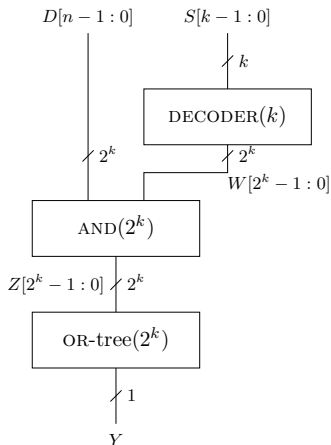 D[n − 1 : 0] S[k − 1 : 0]
k
DECODER(k)
2^k 2^k
W[2^k − 1 : 0]
AND(2^k)
Z[2^k − 1 : 0] 2^k
OR-tree(2^k)
1
Y